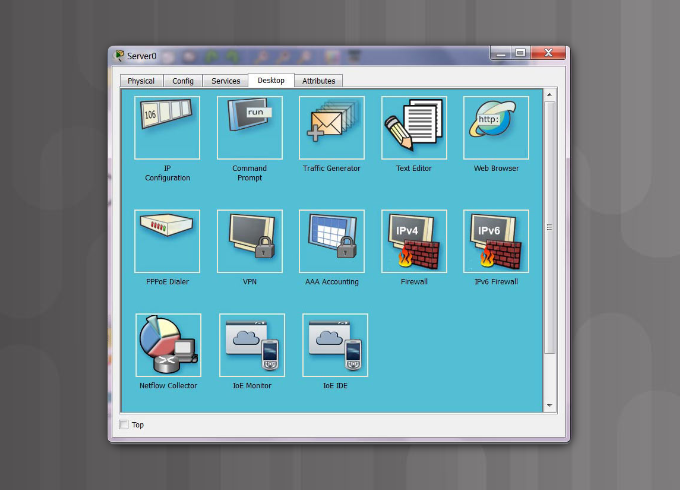 Server0
Physical Config Services Desktop Attributes
106
run
http:
IP
Configuration
Command
Prompt
Traffic Generator
Text Editor
Web Browser
IPv4
IPv6
PPPoE Dialer
VPN
AAA Accounting
Firewall
IPv6 Firewall
Netflow Collector
IoE Monitor
IoE IDE
Top